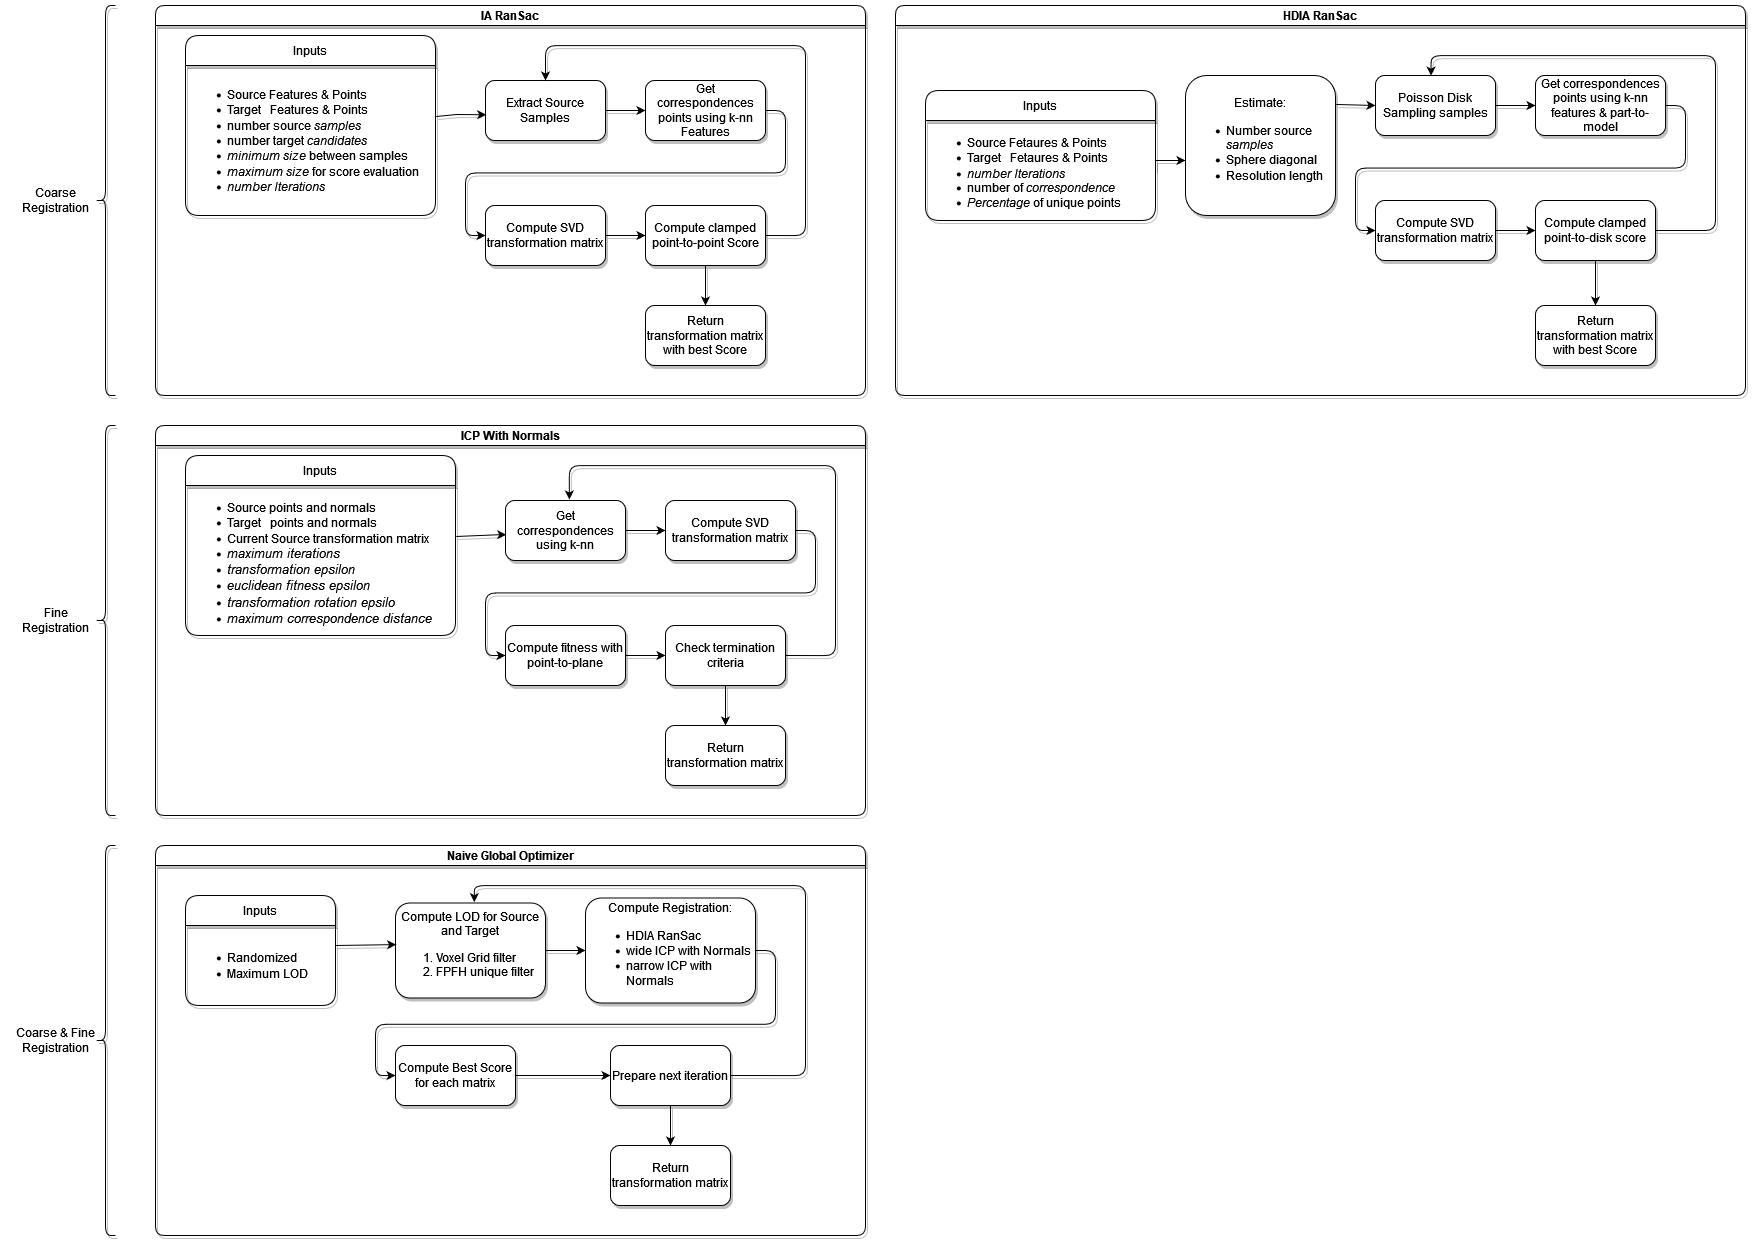 Coarse
Registration
IA RanSac
Inputs
Source Features & Points
Target Features & Points
number source samples
number target candidates
minimum size between samples
maximum size for score evaluation
number Iterations
Extract Source
Samples
Get
correspondences
points using k-nn
Features
Compute SVD
transformation matrix
Compute clamped
point-to-point Score
Return
transformation matrix
with best Score
HDIA RanSac
Inputs
Source Fetaures & Points
Target Fetaures & Points
number Iterations
number of correspondence
Percentage of unique points
Estimate:
Number source
samples
Sphere diagonal
Resolution length
Poisson Disk
Sampling samples
Get correspondences
points using k-nn
features & part-to-
model
Compute SVD
transformation matrix
Compute clamped
point-to-disk score
Return
transformation matrix
with best Score
Fine
Registration
ICP With Normals
Inputs
Source points and normals
Target points and normals
Current Source transformation matrix
maximum iterations
transformation epsilon
euclidean fitness epsilon
transformation rotation epsilo
maximum correspondence distance
Get
correspondences
using k-nn
Compute SVD
transformation matrix
Compute fitness with
point-to-plane
Check termination
criteria
Return
transformation matrix
Coarse & Fine
Registration
Naive Global Optimizer
Inputs
Randomized
Maximum LOD
Compute LOD for Source
and Target
1. Voxel Grid filter
2. FPFH unique filter
Compute Registration:
HDIA RanSac
wide ICP with Normals
narrow ICP with
Normals
Compute Best Score
for each matrix
Prepare next iteration
Return
transformation matrix